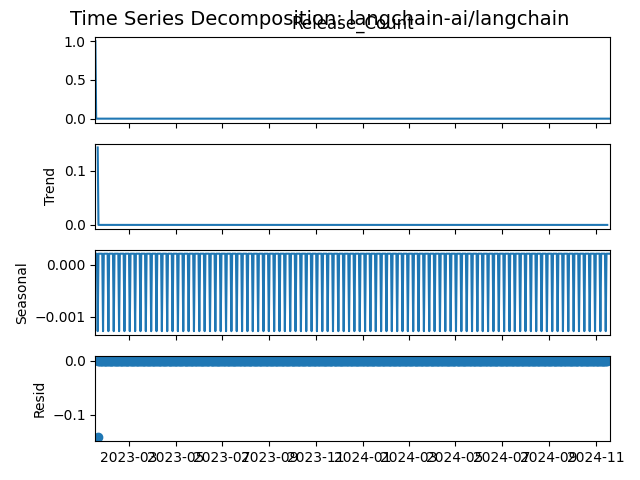 Time Series Decomposition: langchain-ai/langchain
Release_Count
1.0
0.5
0.0
Trend
0.1
0.0
Seasonal
0.000
−0.001
Resid
0.0
−0.1
2023-03 2023-05 2023-07 2023-09 2023-11 2024-01 2024-03 2024-05 2024-07 2024-09 2024-11